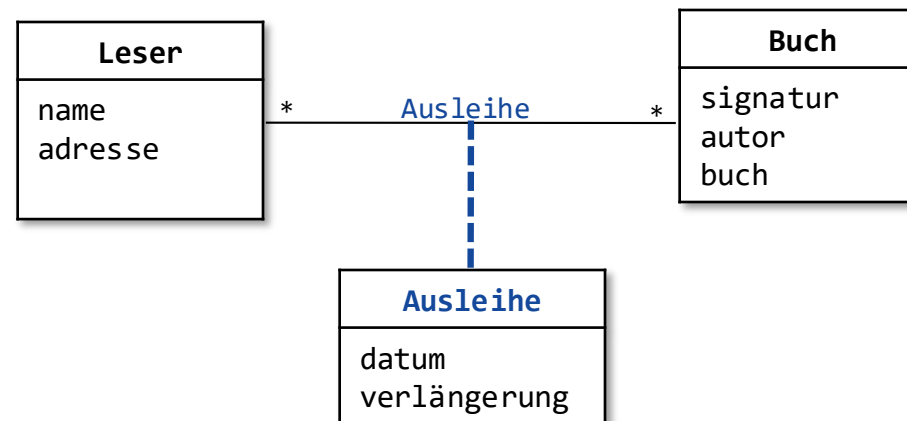 Leser
name
adresse
* Ausleihe *
Buch
signatur
autor
buch
Ausleihe
datum
verlängerung